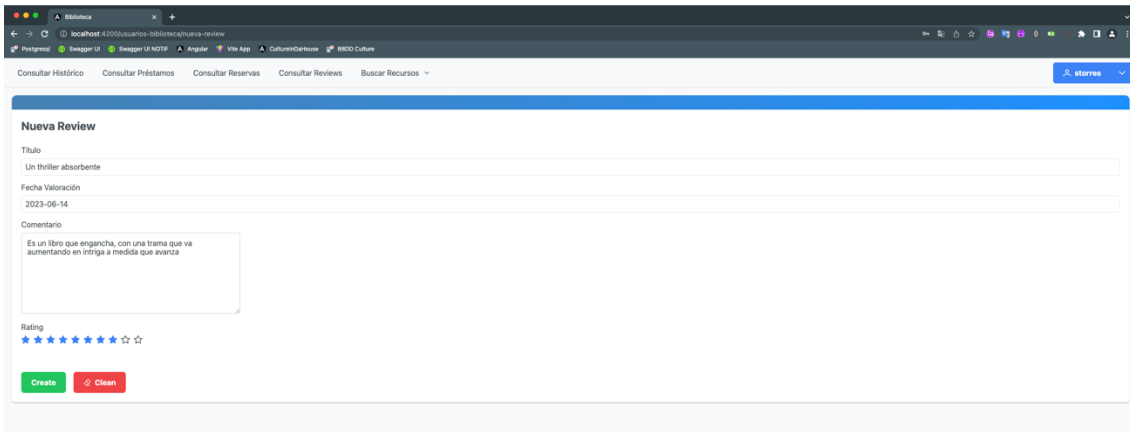 Biblioteca
localhost:4200/usuarios-biblioteca/nueva-review
Postgresql Swagger UI Swagger UI NOTIF Angular Vite App CultureInDaHouse BBDD Culture
Consultar Histórico Consultar Préstamos Consultar Reservas Consultar Reviews Buscar Recursos storres
Nueva Review
Título
Un thriller absorbente
Fecha Valoración
2023-06-14
Comentario
Es un libro que engancha, con una trama que va
aumentando en intriga a medida que avanza
Rating
Create Clean